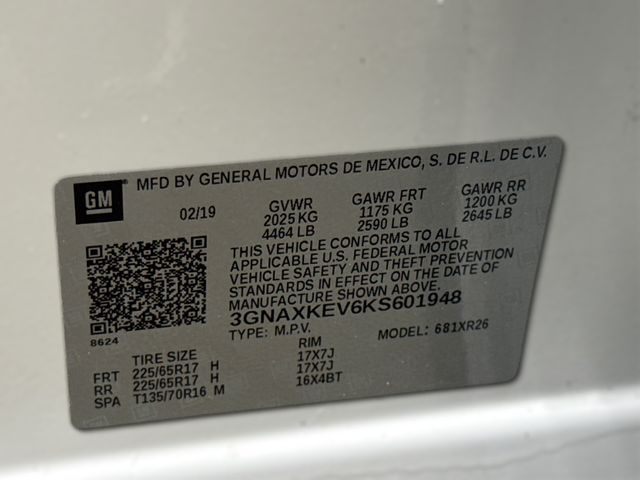 GM MFD BY GENERAL MOTORS DE MEXICO, S. DE R.L. DE C.V.
02/19 GVWR GAWR FRT GAWR RR
2025 KG 1175 KG 1200 KG
4464 LB 2590 LB 2645 LB
THIS VEHICLE CONFORMS TO ALL
APPLICABLE U.S. FEDERAL MOTOR
VEHICLE SAFETY AND THEFT PREVENTION
STANDARDS IN EFFECT ON THE DATE OF
MANUFACTURE SHOWN ABOVE.
3GNAXKEV6KS601948
8624 TYPE: M.P.V. MODEL: 681XR26
TIRE SIZE RIM
FRT 225/65R17 H 17X7J
RR 225/65R17 H 17X7J
SPA T135/70R16 M 16X4BT